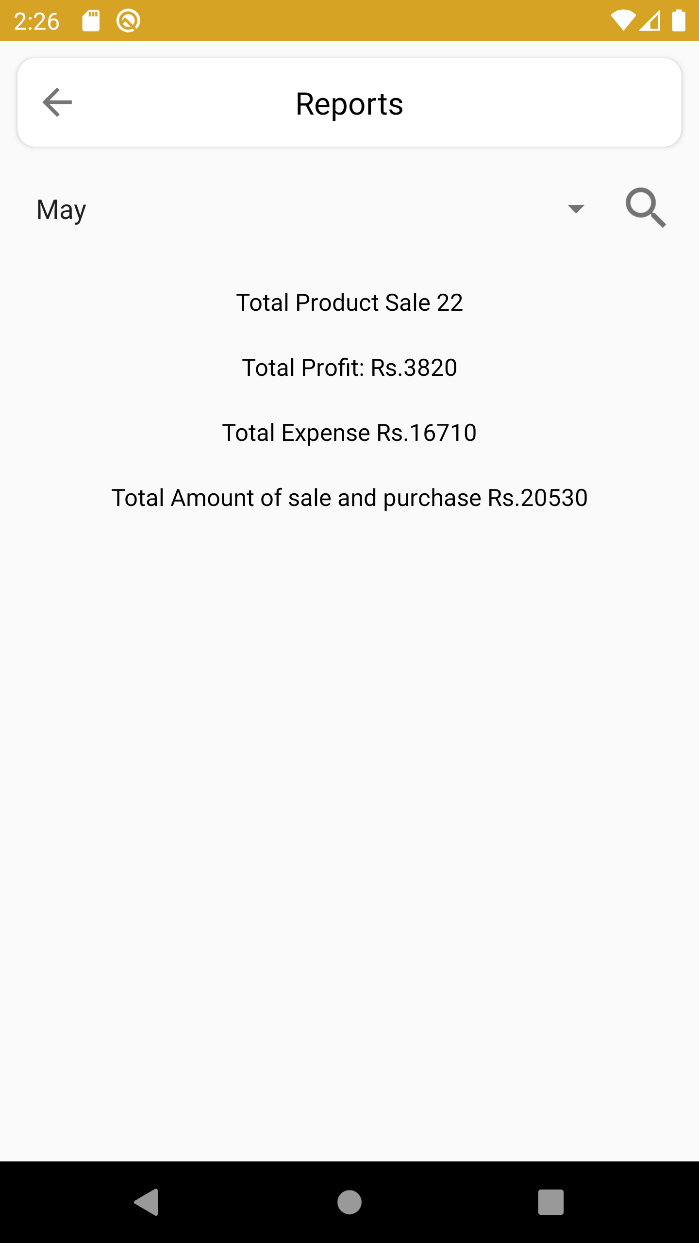 2:26
Reports
May
Total Product Sale 22
Total Profit: Rs.3820
Total Expense Rs.16710
Total Amount of sale and purchase Rs.20530